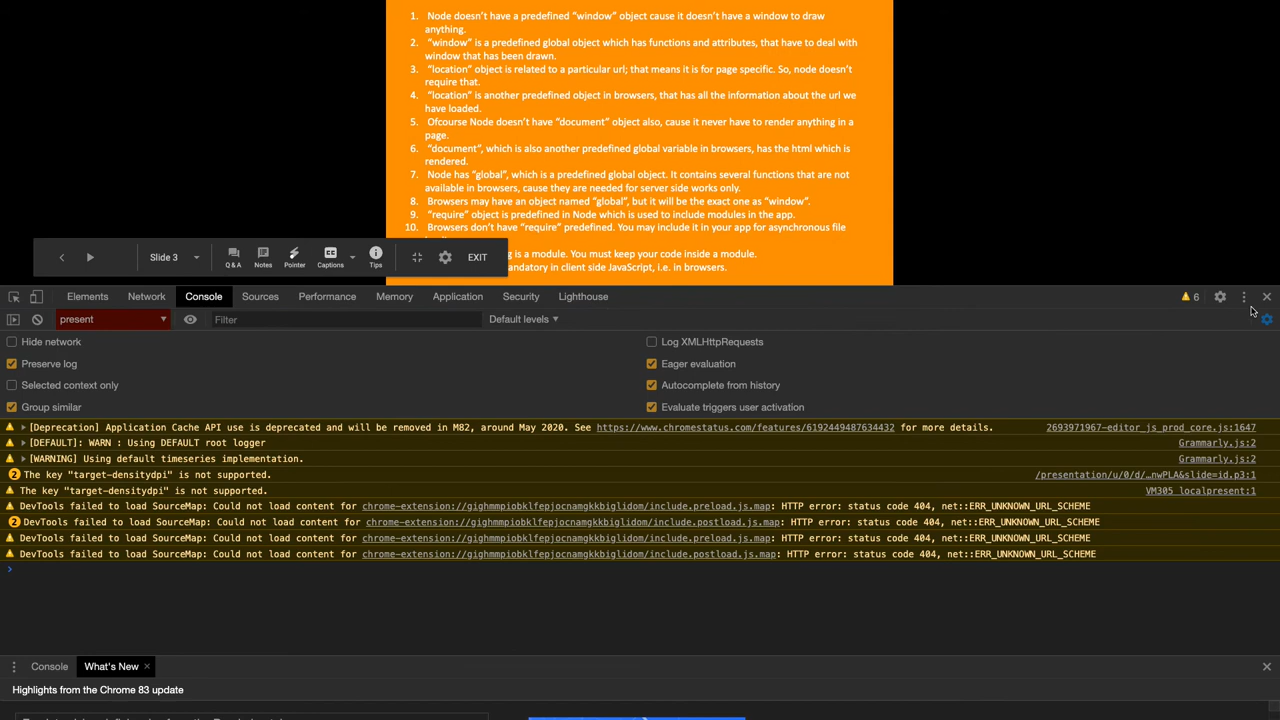 1. Node doesn't have a predefined "window" object cause it doesn't have a window to draw
anything.
2. "window" is a predefined global object which has functions and attributes, that have to deal with
window that has been drawn.
3. "location" object is related to a particular url; that means it is for page specific. So, node doesn't
require that.
4. "location" is another predefined object in browsers, that has all the information about the url we
have loaded.
5. Ofcourse Node doesn't have "document" object also, cause it never have to render anything in a
page.
6. "document", which is also another predefined global variable in browsers, has the html which is
rendered.
7. Node has "global", which is a predefined global object. It contains several functions that are not
available in browsers, cause they are needed for server side works only.
8. Browsers may have an object named "global", but it will be the exact one as "window".
9. "require" object is predefined in Node which is used to include modules in the app.
10. Browsers don't have "require" predefined. You may include it in your app for asynchronous file
g is a module. You must keep your code inside a module.
andatory in client side JavaScript, i.e. in browsers.
Slide 3
Q & A Notes Pointer Captions Tips
EXIT
Elements Network Console Sources Performance Memory Application Security Lighthouse 6
present Filter Default levels
Hide network Log XMLHttpRequests
Preserve log Eager evaluation
Selected context only Autocomplete from history
Group similar Evaluate triggers user activation
[Deprecation] Application Cache API use is deprecated and will be removed in M82, around May 2020. See https://www.chromestatus.com/features/6192449487634432 for more details. 2693971967-editor_js_prod_core.js:1647
[DEFAULT]: WARN : Using DEFAULT root logger Grammarly.js:2
[WARNING] Using default timeseries implementation. Grammarly.js:2
2 The key "target-densitydpi" is not supported. /presentation/u/0/d/…nwPLA&slide=id.p3:1
The key "target-densitydpi" is not supported. VM305 localpresent:1
DevTools failed to load SourceMap: Could not load content for chrome-extension://gighmmpiobklfepjocnamgkkbiglidom/include.preload.js.map: HTTP error: status code 404, net::ERR_UNKNOWN_URL_SCHEME
2 DevTools failed to load SourceMap: Could not load content for chrome-extension://gighmmpiobklfepjocnamgkkbiglidom/include.postload.js.map: HTTP error: status code 404, net::ERR_UNKNOWN_URL_SCHEME
DevTools failed to load SourceMap: Could not load content for chrome-extension://gighmmpiobklfepjocnamgkkbiglidom/include.preload.js.map: HTTP error: status code 404, net::ERR_UNKNOWN_URL_SCHEME
DevTools failed to load SourceMap: Could not load content for chrome-extension://gighmmpiobklfepjocnamgkkbiglidom/include.postload.js.map: HTTP error: status code 404, net::ERR_UNKNOWN_URL_SCHEME
Console What's New
Highlights from the Chrome 83 update